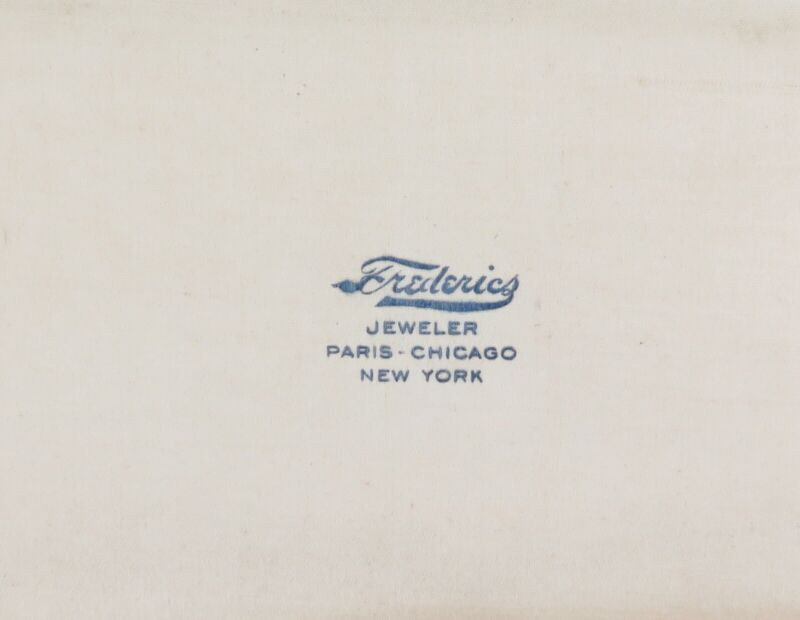 Frederics
JEWELER
PARIS - CHICAGO
NEW YORK